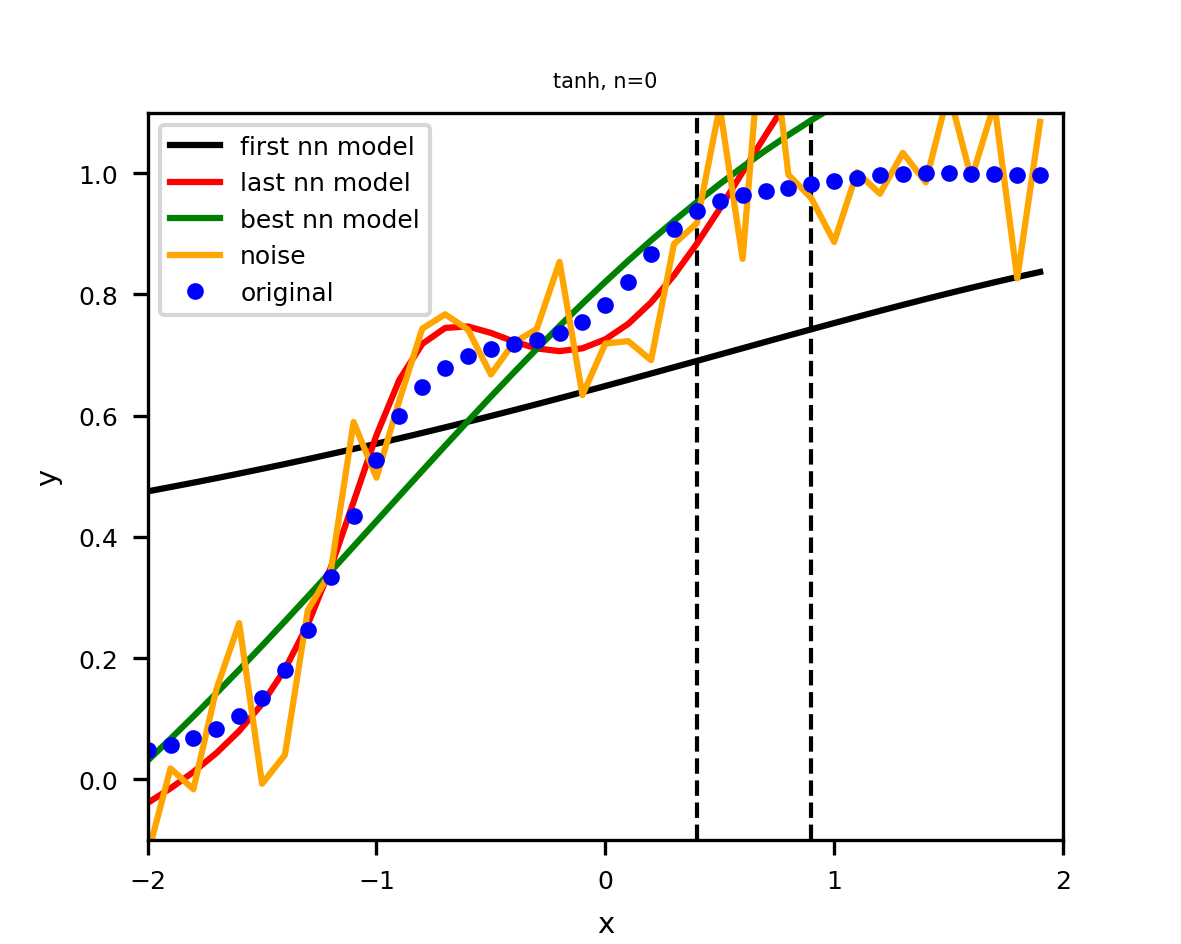 tanh, n=0
first nn model
last nn model
best nn model
noise
original
1.0
0.8
0.6
0.4
0.2
0.0
y
−2
−1
0
1
2
x